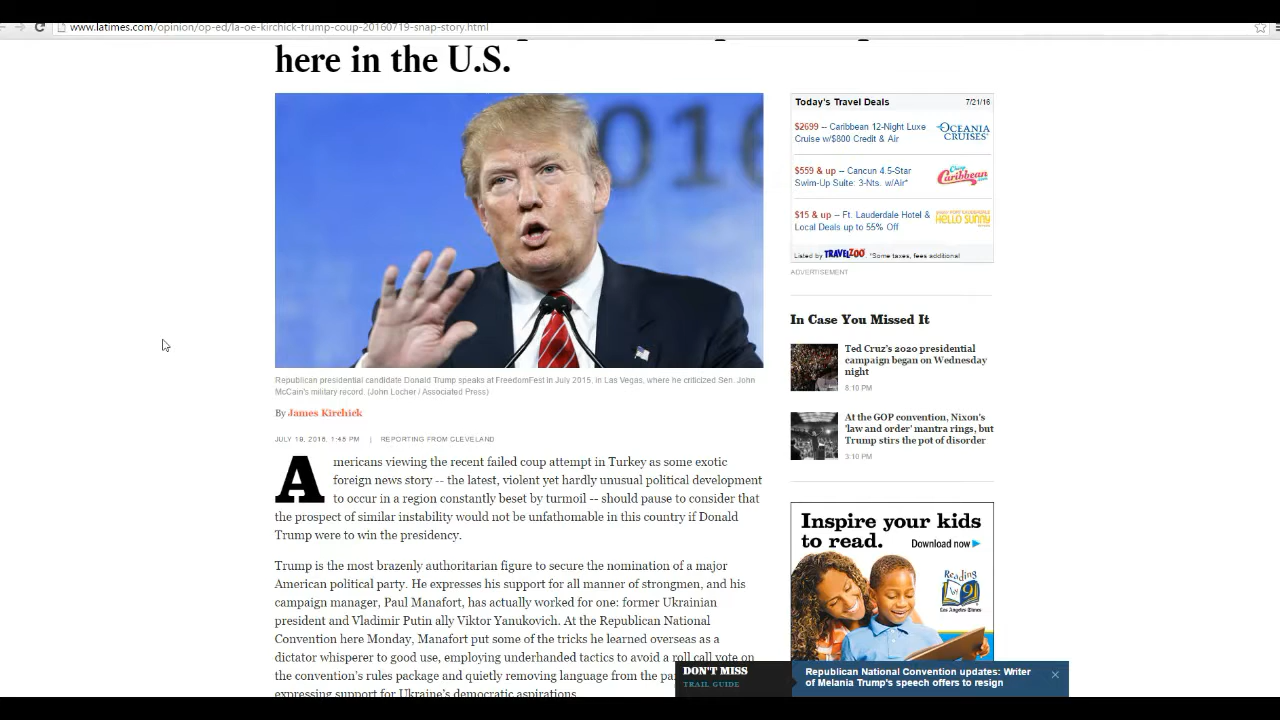 www.latimes.com/opinion/op-ed/la-oe-kirchick-trump-coup-20160719-snap-story.html
here in the U.S.
2016
Republican presidential candidate Donald Trump speaks at FreedomFest in July 2015, in Las Vegas, where he criticized Sen. John
McCain's military record. (John Locher / Associated Press)
By James Kirchick
JULY 19, 2016, 1:45 PM | REPORTING FROM CLEVELAND
Americans viewing the recent failed coup attempt in Turkey as some exotic
foreign news story -- the latest, violent yet hardly unusual political development
to occur in a region constantly beset by turmoil -- should pause to consider that
the prospect of similar instability would not be unfathomable in this country if Donald
Trump were to win the presidency.
Trump is the most brazenly authoritarian figure to secure the nomination of a major
American political party. He expresses his support for all manner of strongmen, and his
campaign manager, Paul Manafort, has actually worked for one: former Ukrainian
president and Vladimir Putin ally Viktor Yanukovich. At the Republican National
Convention here Monday, Manafort put some of the tricks he learned overseas as a
dictator whisperer to good use, employing underhanded tactics to avoid a roll call vote on
the convention's rules package and quietly removing language from the pa
expressing support for Ukraine's democratic aspirations.
Today's Travel Deals 7/21/16
$2699 -- Caribbean 12-Night Luxe
Cruise w/$800 Credit & Air
OCEANIA
CRUISES
$559 & up -- Cancun 4.5-Star
Swim-Up Suite: 3-Nts. w/Air*
Cheap
Caribbean.com
$15 & up -- Ft. Lauderdale Hotel &
Local Deals up to 55% Off
HELLO SUNNY
Listed by TRAVELZOO *Some taxes, fees additional
ADVERTISEMENT
In Case You Missed It
Ted Cruz's 2020 presidential
campaign began on Wednesday
night
8:10 PM
At the GOP convention, Nixon's
'law and order' mantra rings, but
Trump stirs the pot of disorder
3:10 PM
Inspire your kids
to read.
Download now
Reading
by 9
Los Angeles Times
DON'T MISS
TRAIL GUIDE
Republican National Convention updates: Writer
of Melania Trump's speech offers to resign